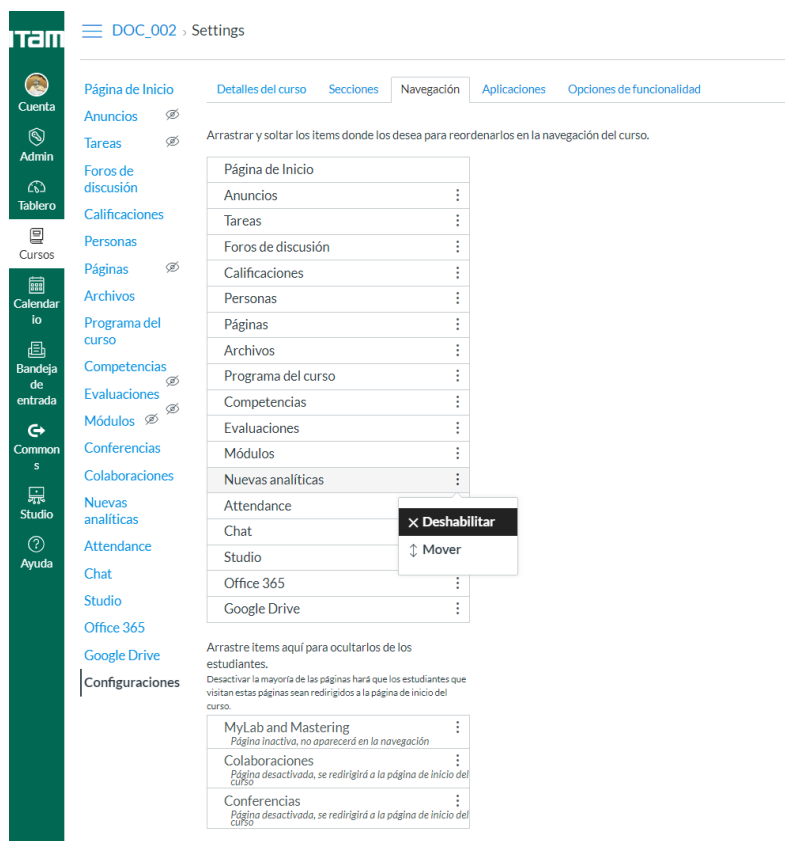 ITAM
DOC_002 › Settings
Cuenta
Admin
Tablero
Cursos
Calendar
io
Bandeja
de
entrada
Common
s
Studio
Ayuda
Página de Inicio
Anuncios
Tareas
Foros de
discusión
Calificaciones
Personas
Páginas
Archivos
Programa del
curso
Competencias
Evaluaciones
Módulos
Conferencias
Colaboraciones
Nuevas
analíticas
Attendance
Chat
Studio
Office 365
Google Drive
Configuraciones
Detalles del curso Secciones Navegación Aplicaciones Opciones de funcionalidad
Arrastrar y soltar los items donde los desea para reordenarlos en la navegación del curso.
Página de Inicio
Anuncios
Tareas
Foros de discusión
Calificaciones
Personas
Páginas
Archivos
Programa del curso
Competencias
Evaluaciones
Módulos
Nuevas analíticas
Attendance
Chat
Studio
Office 365
Google Drive
Deshabilitar
Mover
Arrastre items aquí para ocultarlos de los
estudiantes.
Desactivar la mayoría de las páginas hará que los estudiantes que
visitan estas páginas sean redirigidos a la página de inicio del
curso.
MyLab and Mastering
Página inactiva, no aparecerá en la navegación
Colaboraciones
Página desactivada, se redirigirá a la página de inicio del
curso
Conferencias
Página desactivada, se redirigirá a la página de inicio del
curso